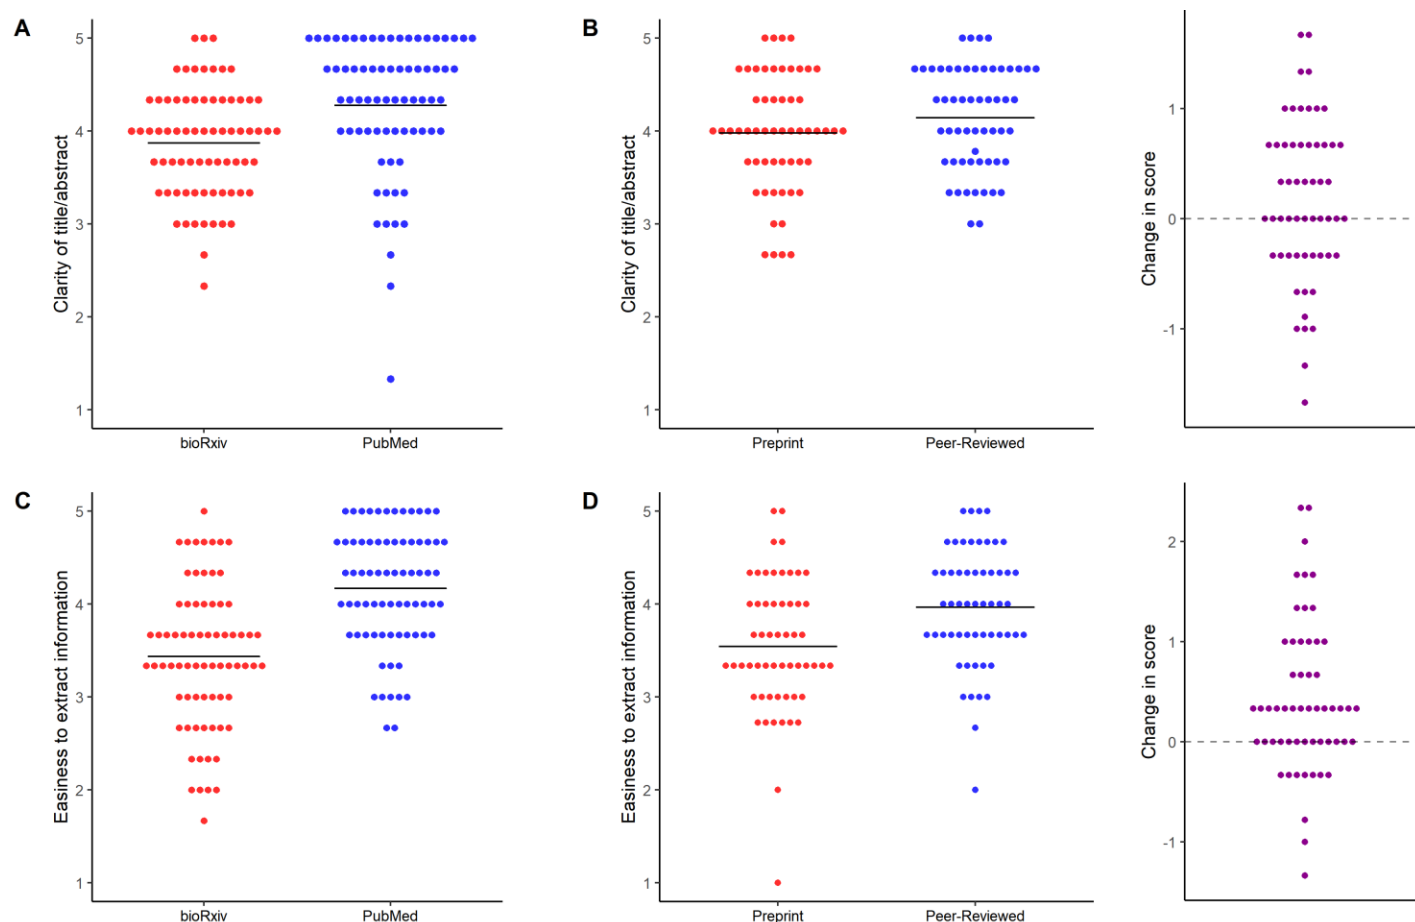 A
5
4
3
2
1
Clarity of title/abstract
bioRxiv
PubMed
B
5
4
3
2
1
Clarity of title/abstract
Preprint
Peer-Reviewed
1
0
-1
Change in score
C
5
4
3
2
1
Easiness to extract information
bioRxiv
PubMed
D
5
4
3
2
1
Easiness to extract information
Preprint
Peer-Reviewed
2
1
0
-1
Change in score